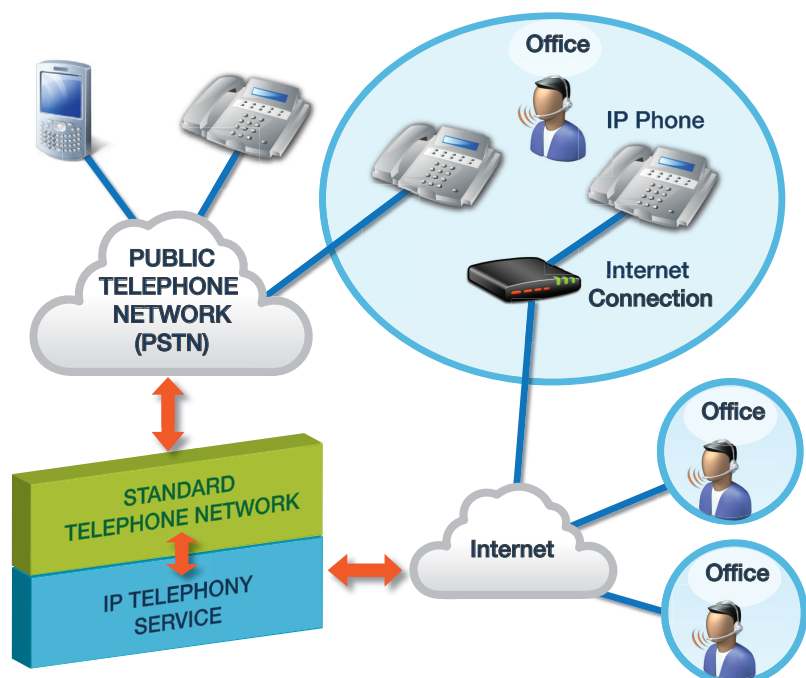 Office
IP Phone
PUBLIC
TELEPHONE
NETWORK
(PSTN)
Internet
Connection
Office
STANDARD
TELEPHONE NETWORK
Internet
IP TELEPHONY
SERVICE
Office